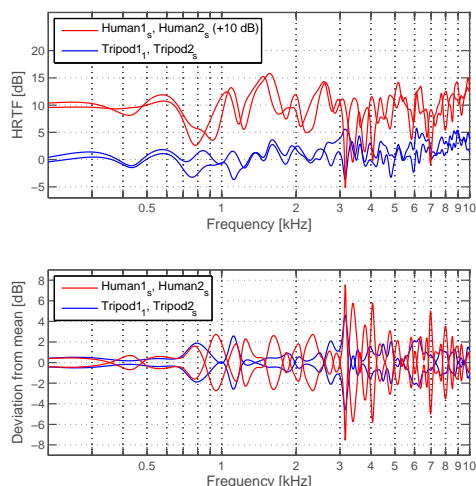 Human1s, Human2s (+10 dB)
Tripod11, Tripod2s
HRTF [dB]
20
15
10
5
0
−5
0.5 1 2 3 4 5 6 7 8 9 10
Frequency [kHz]
Human1s, Human2s
Tripod11, Tripod2s
Deviation from mean [dB]
8
6
4
2
0
−2
−4
−6
−8
0.5 1 2 3 4 5 6 7 8 9 10
Frequency [kHz]